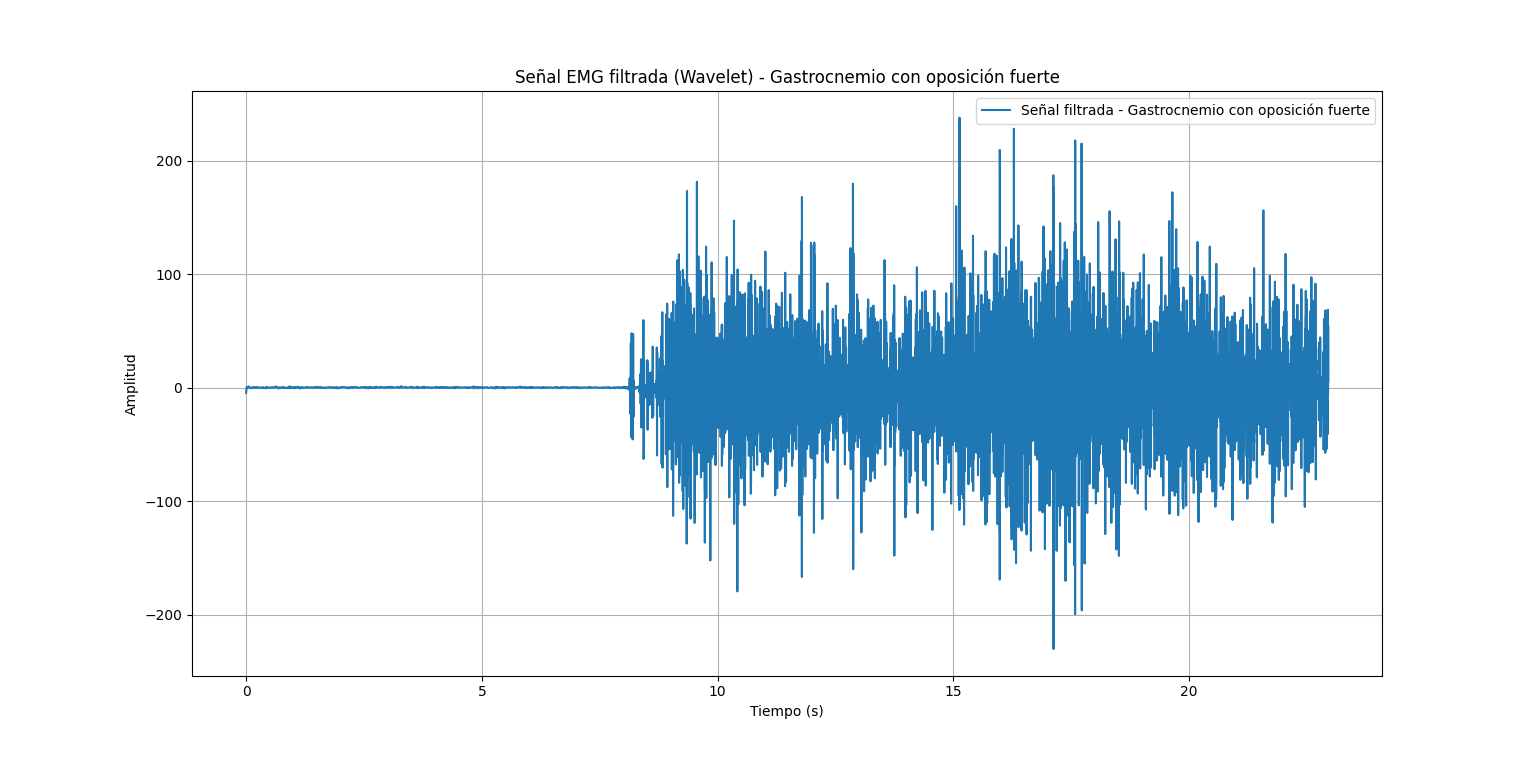 Señal EMG filtrada (Wavelet) - Gastrocnemio con oposición fuerte
Señal filtrada - Gastrocnemio con oposición fuerte
200
100
0
−100
−200
Amplitud
0 5 10 15 20
Tiempo (s)